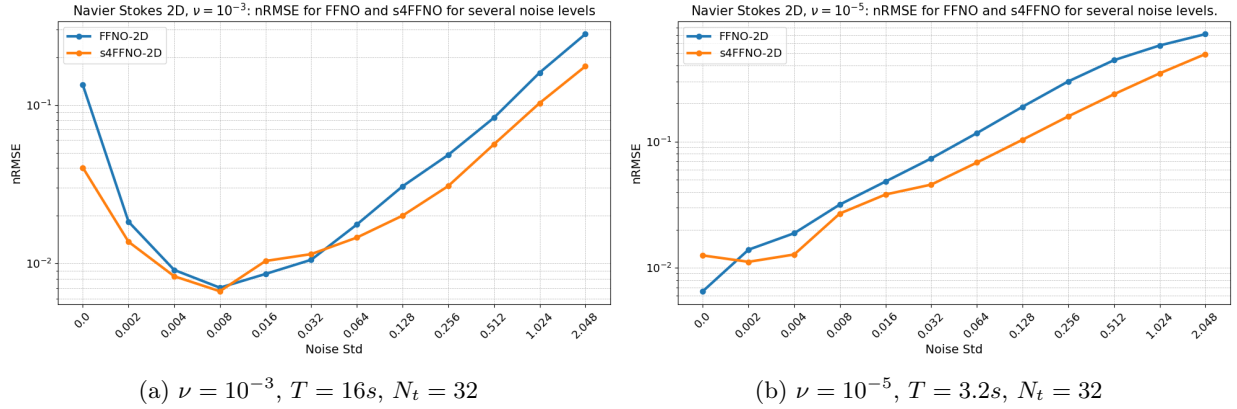 Navier Stokes 2D, ν = 10⁻³: nRMSE for FFNO and s4FFNO for several noise levels
FFNO-2D
s4FFNO-2D
10⁻¹
10⁻²
nRMSE
0.0 0.002 0.004 0.008 0.016 0.032 0.064 0.128 0.256 0.512 1.024 2.048
Noise Std
(a) ν = 10⁻³, T = 16s, Nₜ = 32
Navier Stokes 2D, ν = 10⁻⁵: nRMSE for FFNO and s4FFNO for several noise levels.
FFNO-2D
s4FFNO-2D
10⁻¹
10⁻²
nRMSE
0.0 0.002 0.004 0.008 0.016 0.032 0.064 0.128 0.256 0.512 1.024 2.048
Noise Std
(b) ν = 10⁻⁵, T = 3.2s, Nₜ = 32